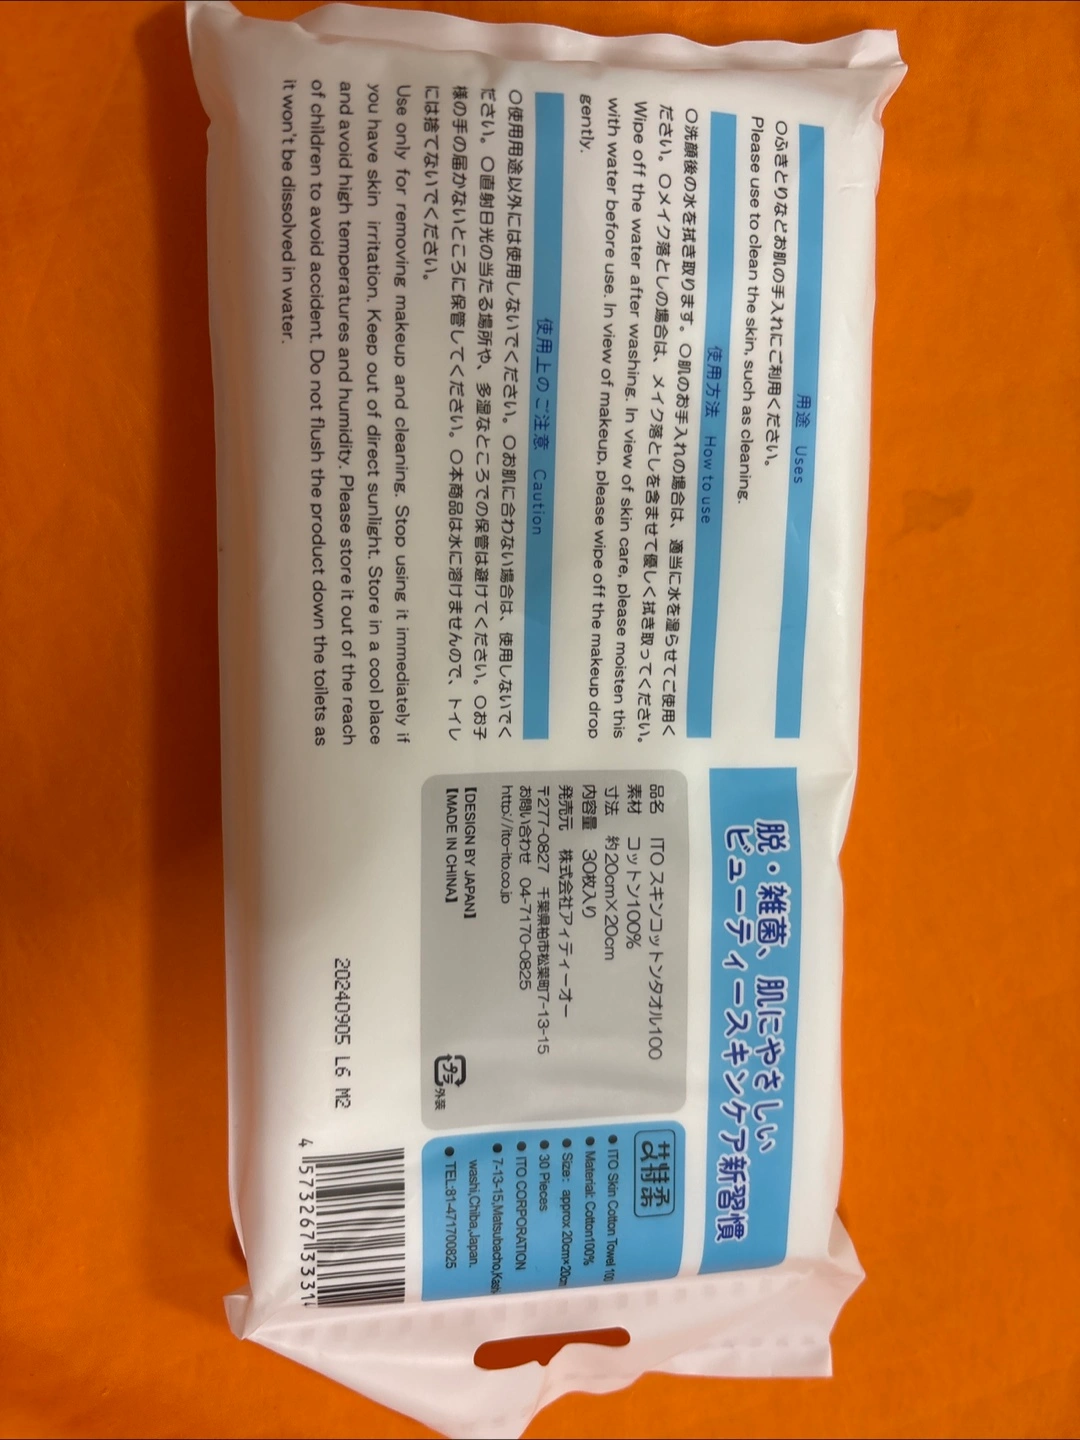 用途 Uses
〇ふきとりなどお肌の手入れにご利用ください。
Please use to clean the skin, such as cleaning.
使用方法 How to use
〇洗顔後の水を拭き取ります。〇肌のお手入れの場合は、適当に水を湿らせてご使用く
ださい。〇メイク落としの場合は、メイク落としを含ませて優しく拭き取ってください。
Wipe off the water after washing. In view of skin care, please moisten this
with water before use. In view of makeup, please wipe off the makeup drop
gently.
使用上のご注意 Caution
〇使用用途以外には使用しないでください。〇お肌に合わない場合は、使用しないでく
ださい。〇直射日光の当たる場所や、多湿なところでの保管は避けてください。〇お子
様の手の届かないところに保管してください。〇本商品は水に溶けませんので、トイレ
には捨てないでください。
Use only for removing makeup and cleaning. Stop using it immediately if
you have skin irritation. Keep out of direct sunlight. Store in a cool place
and avoid high temperatures and humidity. Please store it out of the reach
of children to avoid accident. Do not flush the product down the toilets as
it won't be dissolved in water.
脱・雑菌、肌にやさしい
ビューティースキンケア新習慣
品名 ITO スキンコットンタオル100
素材 コットン100%
寸法 約20cm×20cm
内容量 30枚入り
発売元 株式会社アイティーオー
〒277-0827 千葉県柏市松葉町7-13-15
お問い合わせ 04-7170-0825
http://ito-ito.co.jp
【DESIGN BY JAPAN】
【MADE IN CHINA】
プラ 外装
● ITO Skin Cotton Towel 100
● Material: Cotton100%
● Size: approx 20cm×20cm
● 30 Pieces
● ITO CORPORATION
● 7-13-15,Matsubacho,Kashi
washi,Chiba,Japan.
● TEL:81-471700825
20240905 L6 M2
4 573267 3331